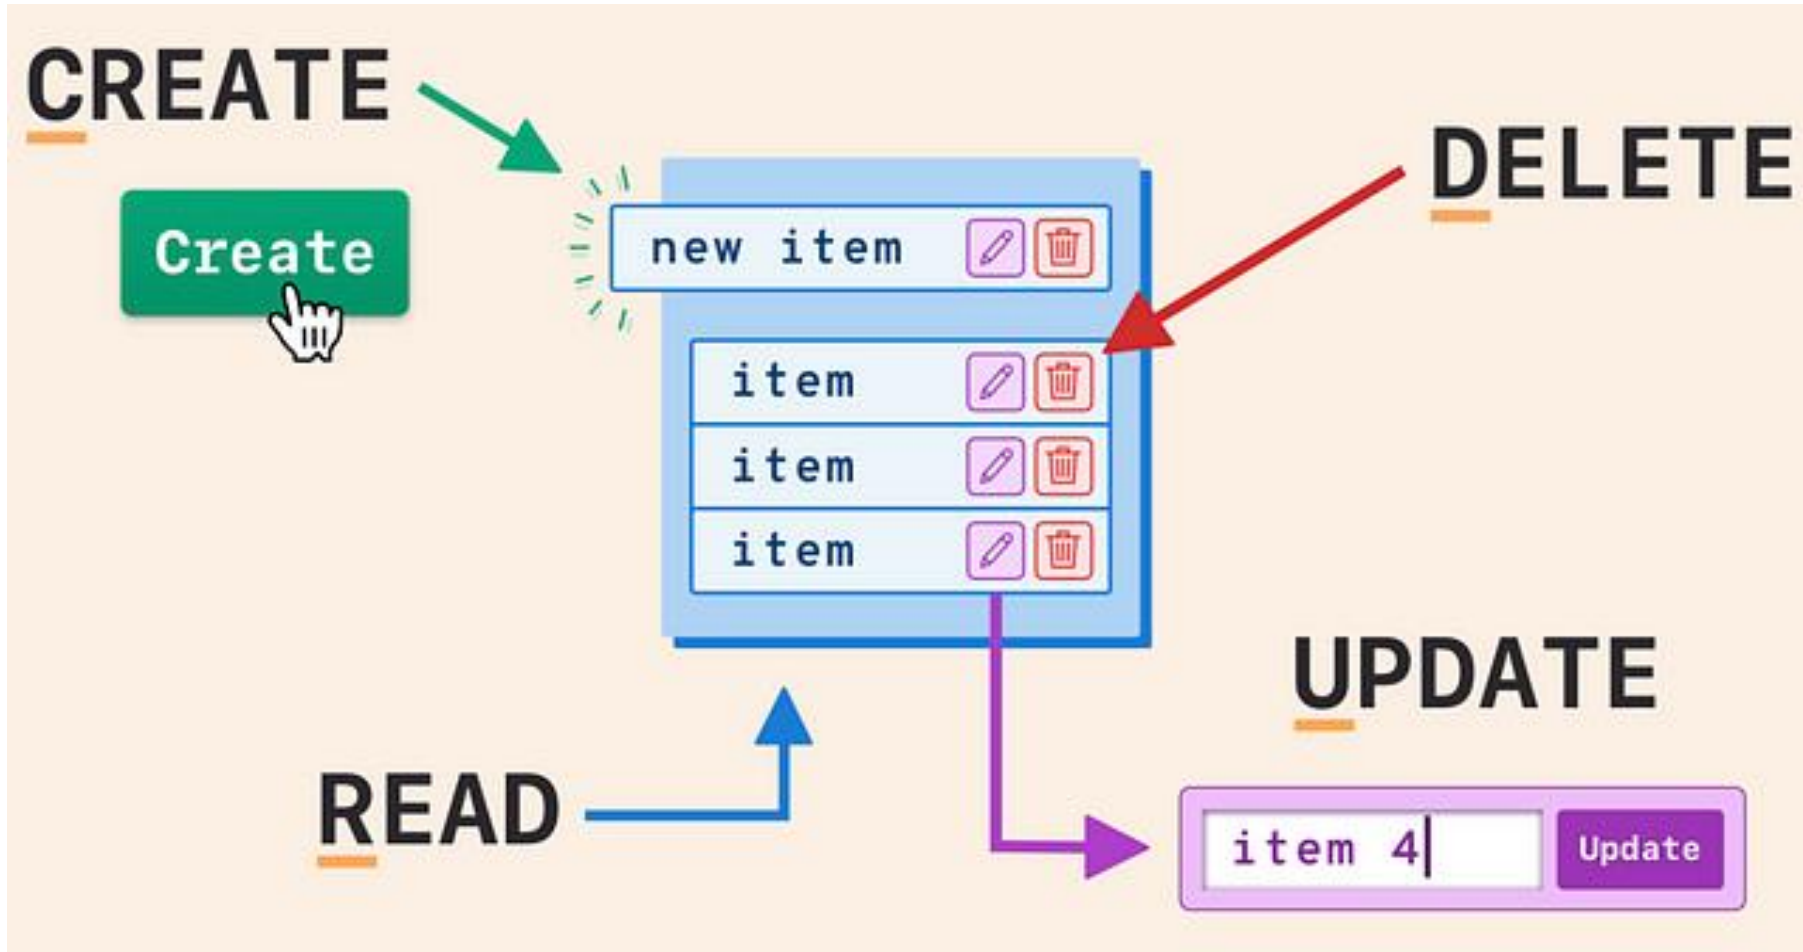 CREATE
Create
new item
item
item
item
DELETE
READ
UPDATE
item 4
Update